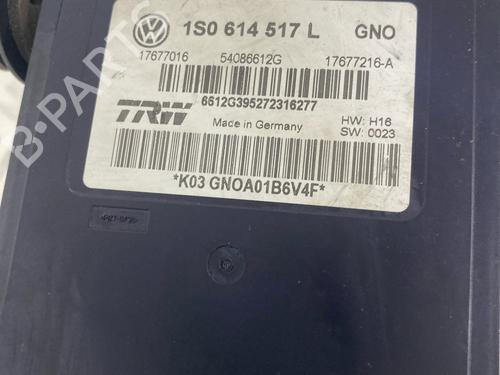 1S0 614 517 L GNO
17677016 54086612G 17677216-A
6612G395272316277
TRW Made in Germany HW: H16
SW: 0023
*K03 GNOA01B6V4F*
B-PARTS